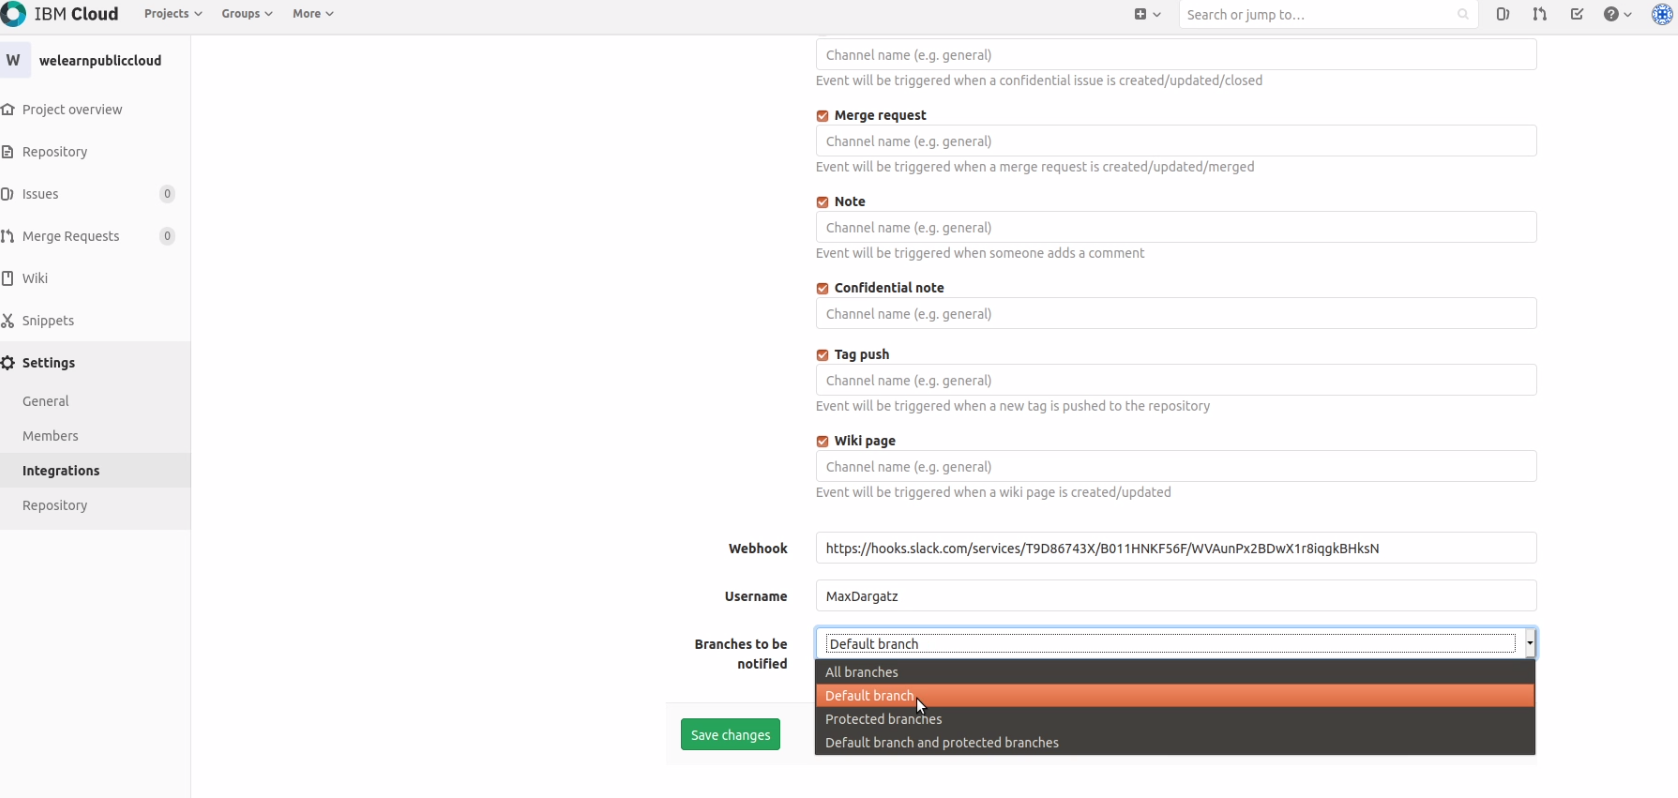 IBM Cloud Projects Groups More Search or jump to...
W welearnpubliccloud
Project overview
Repository
Issues 0
Merge Requests 0
Wiki
Snippets
Settings
General
Members
Integrations
Repository
Channel name (e.g. general)
Event will be triggered when a confidential issue is created/updated/closed
Merge request
Channel name (e.g. general)
Event will be triggered when a merge request is created/updated/merged
Note
Channel name (e.g. general)
Event will be triggered when someone adds a comment
Confidential note
Channel name (e.g. general)
Tag push
Channel name (e.g. general)
Event will be triggered when a new tag is pushed to the repository
Wiki page
Channel name (e.g. general)
Event will be triggered when a wiki page is created/updated
Webhook https://hooks.slack.com/services/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
Username MaxDargatz
Branches to be
notified
Default branch
All branches
Default branch
Protected branches
Default branch and protected branches
Save changes